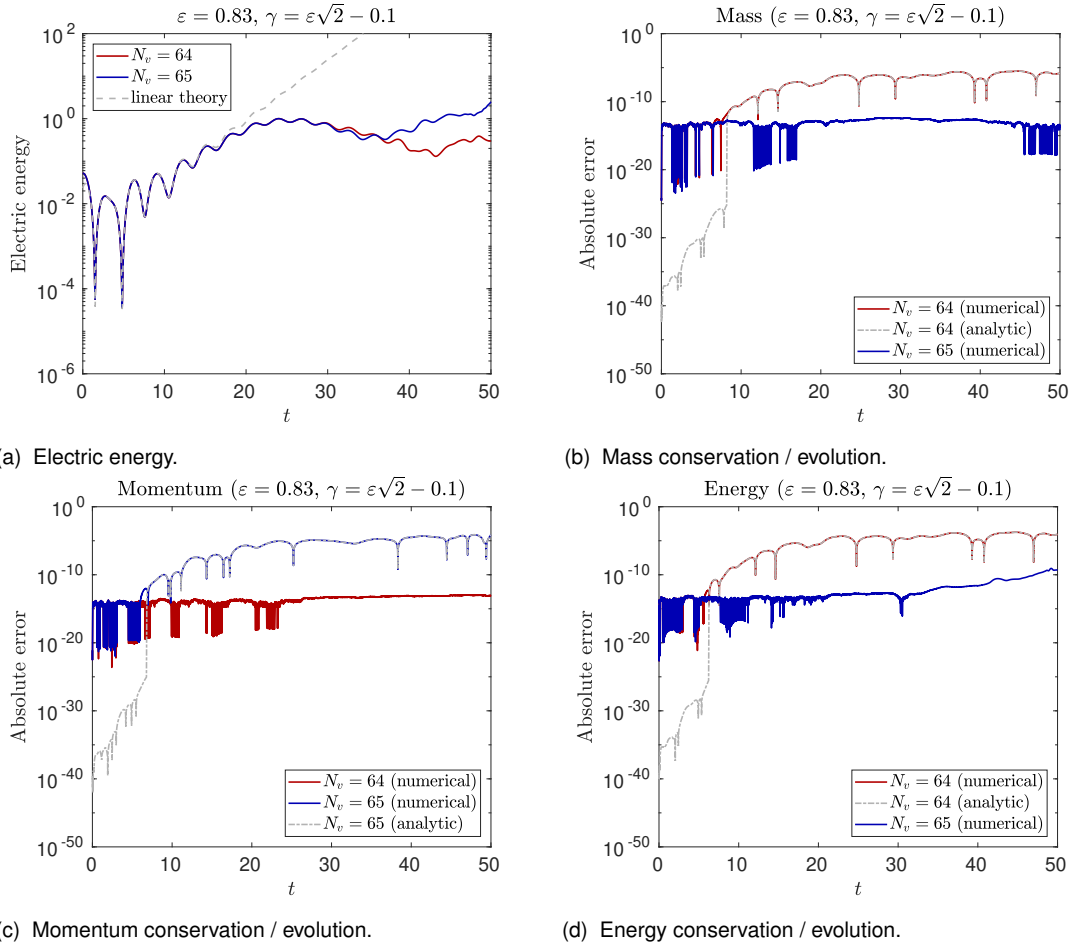 ε = 0.83, γ = ε√2 − 0.1
Electric energy
10^2
10^0
10^-2
10^-4
10^-6
N_v = 64
N_v = 65
linear theory
0 10 20 30 40 50
t
(a) Electric energy.
Mass (ε = 0.83, γ = ε√2 − 0.1)
Absolute error
10^0
10^-10
10^-20
10^-30
10^-40
10^-50
N_v = 64 (numerical)
N_v = 64 (analytic)
N_v = 65 (numerical)
0 10 20 30 40 50
t
(b) Mass conservation / evolution.
Momentum (ε = 0.83, γ = ε√2 − 0.1)
Absolute error
10^0
10^-10
10^-20
10^-30
10^-40
10^-50
N_v = 64 (numerical)
N_v = 65 (numerical)
N_v = 65 (analytic)
0 10 20 30 40 50
t
(c) Momentum conservation / evolution.
Energy (ε = 0.83, γ = ε√2 − 0.1)
Absolute error
10^0
10^-10
10^-20
10^-30
10^-40
10^-50
N_v = 64 (numerical)
N_v = 64 (analytic)
N_v = 65 (numerical)
0 10 20 30 40 50
t
(d) Energy conservation / evolution.